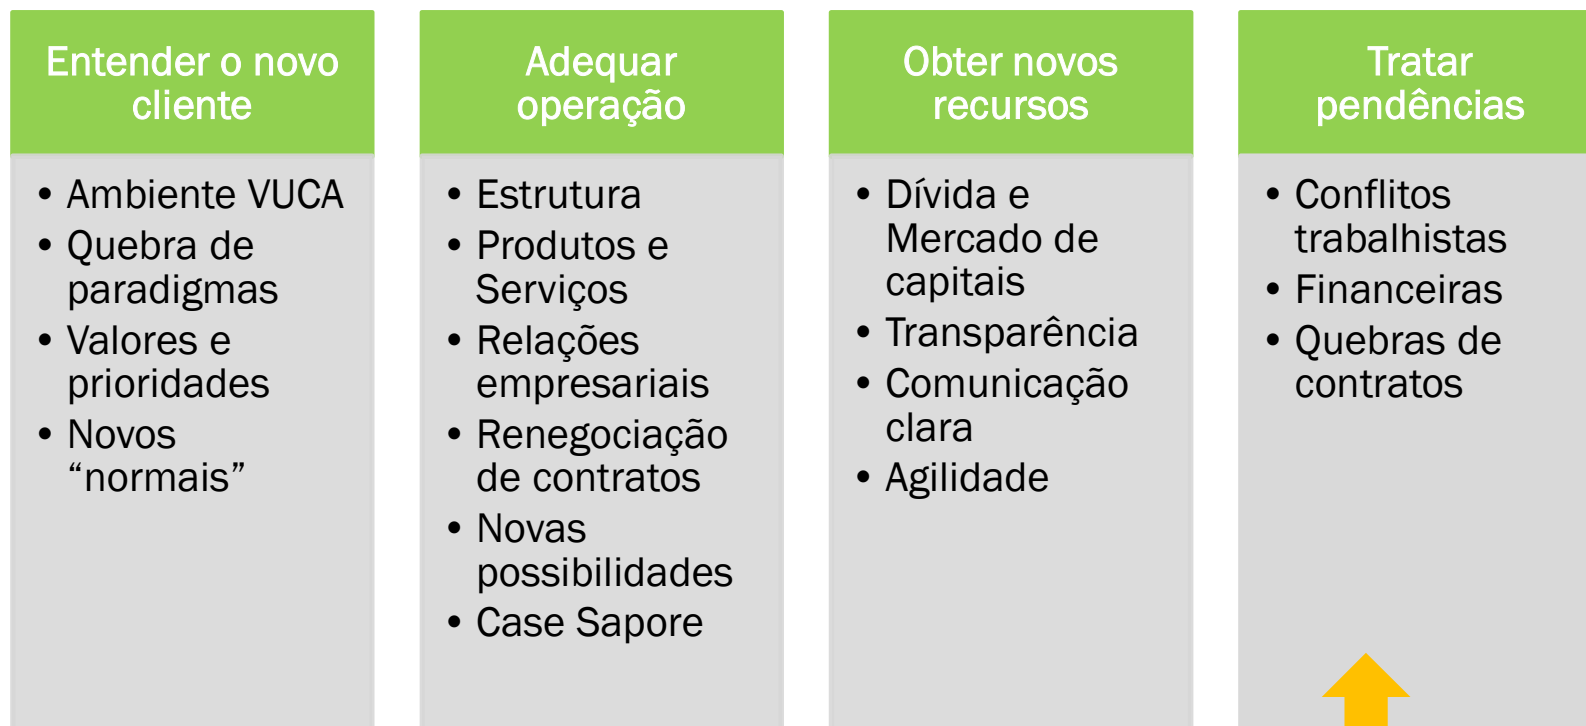 Entender o novo
cliente
• Ambiente VUCA
• Quebra de
paradigmas
• Valores e
prioridades
• Novos
“normais”
Adequar
operação
• Estrutura
• Produtos e
Serviços
• Relações
empresariais
• Renegociação
de contratos
• Novas
possibilidades
• Case Sapore
Obter novos
recursos
• Dívida e
Mercado de
capitais
• Transparência
• Comunicação
clara
• Agilidade
Tratar
pendências
• Conflitos
trabalhistas
• Financeiras
• Quebras de
contratos